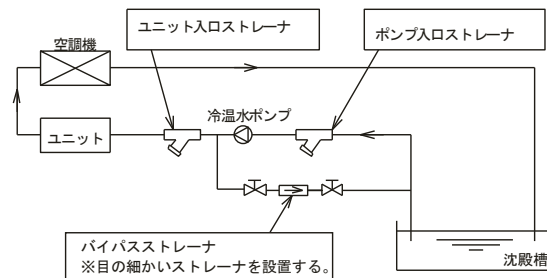 ユニット入口ストレーナ
ポンプ入口ストレーナ
空調機
冷温水ポンプ
ユニット
バイパスストレーナ
※目の細かいストレーナを設置する。
沈殿槽